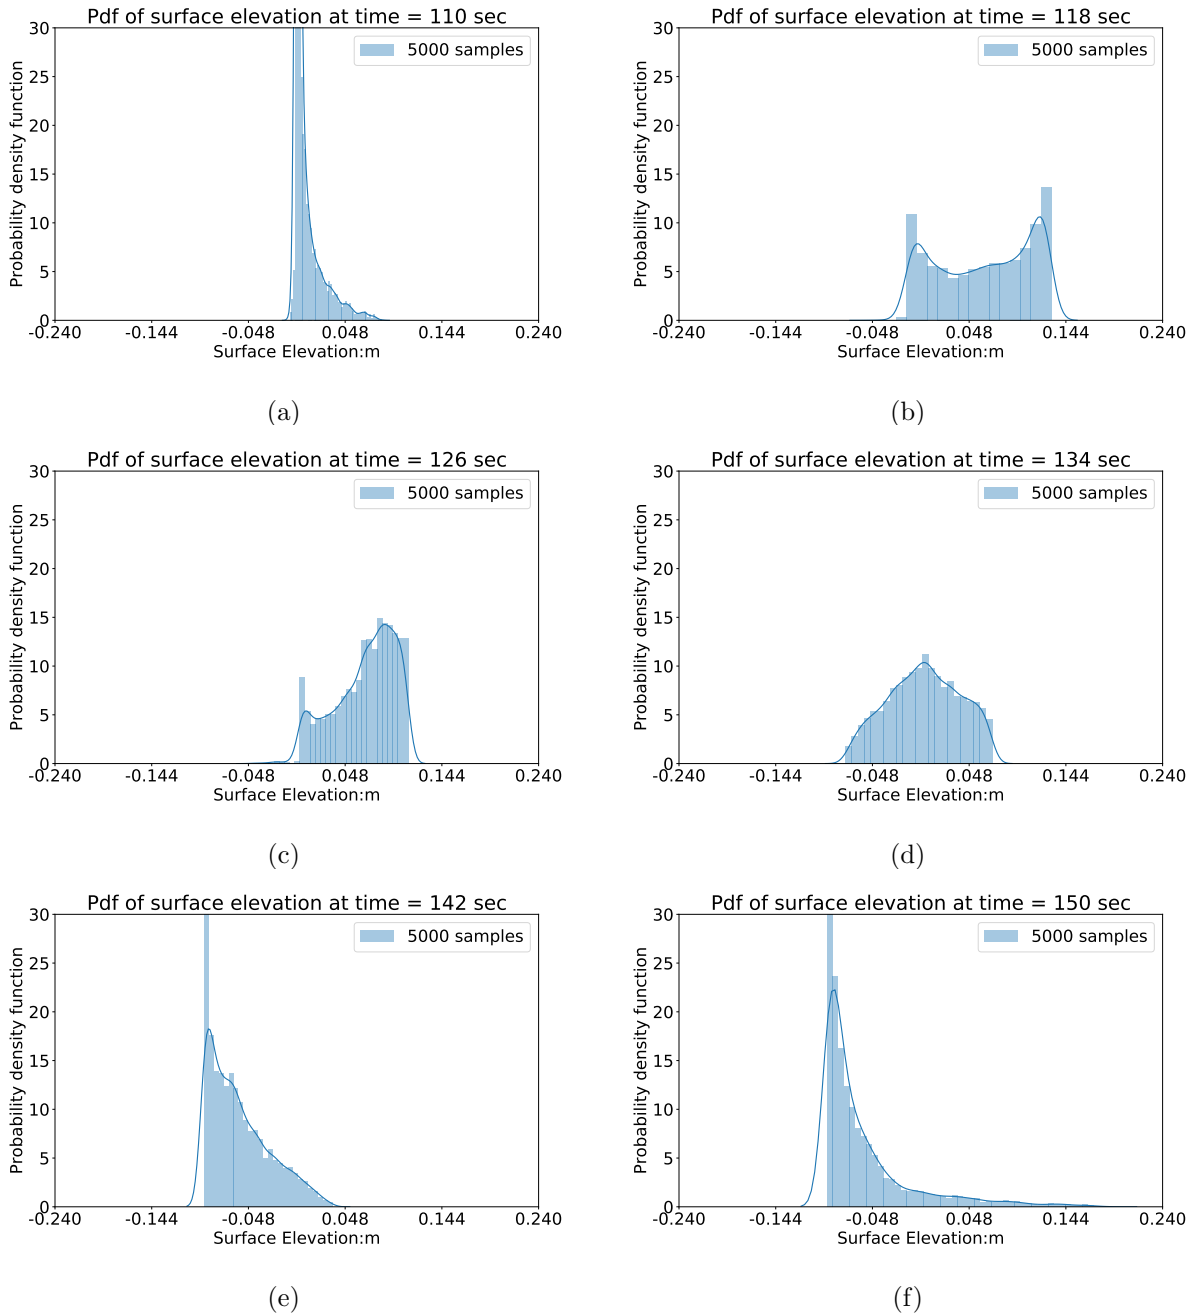 Pdf of surface elevation at time = 110 sec
5000 samples
Probability density function
30
25
20
15
10
5
0
-0.240 -0.144 -0.048 0.048 0.144 0.240
Surface Elevation:m
(a)
Pdf of surface elevation at time = 118 sec
5000 samples
Probability density function
30
25
20
15
10
5
0
-0.240 -0.144 -0.048 0.048 0.144 0.240
Surface Elevation:m
(b)
Pdf of surface elevation at time = 126 sec
5000 samples
Probability density function
30
25
20
15
10
5
0
-0.240 -0.144 -0.048 0.048 0.144 0.240
Surface Elevation:m
(c)
Pdf of surface elevation at time = 134 sec
5000 samples
Probability density function
30
25
20
15
10
5
0
-0.240 -0.144 -0.048 0.048 0.144 0.240
Surface Elevation:m
(d)
Pdf of surface elevation at time = 142 sec
5000 samples
Probability density function
30
25
20
15
10
5
0
-0.240 -0.144 -0.048 0.048 0.144 0.240
Surface Elevation:m
(e)
Pdf of surface elevation at time = 150 sec
5000 samples
Probability density function
30
25
20
15
10
5
0
-0.240 -0.144 -0.048 0.048 0.144 0.240
Surface Elevation:m
(f)